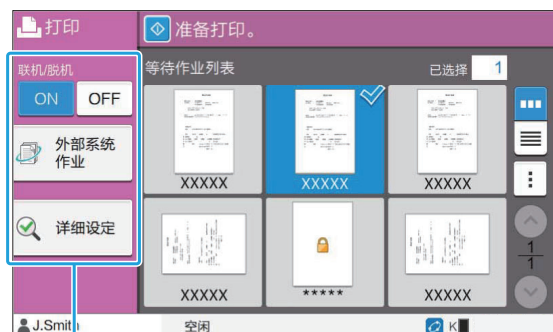 打印
准备打印。
联机/脱机
ON
OFF
等待作业列表
已选择
1
外部系统
作业
详细设定
XXXXX
XXXXX
XXXXX
XXXXX
*****
XXXXX
1
1
J.Smith
空闲
K